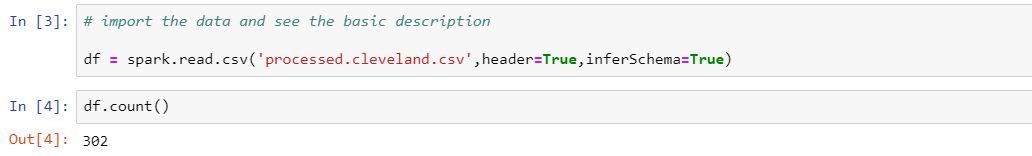 In [3]: # import the data and see the basic description
df = spark.read.csv('processed.cleveland.csv',header=True,inferSchema=True)
In [4]: df.count()
Out[4]: 302